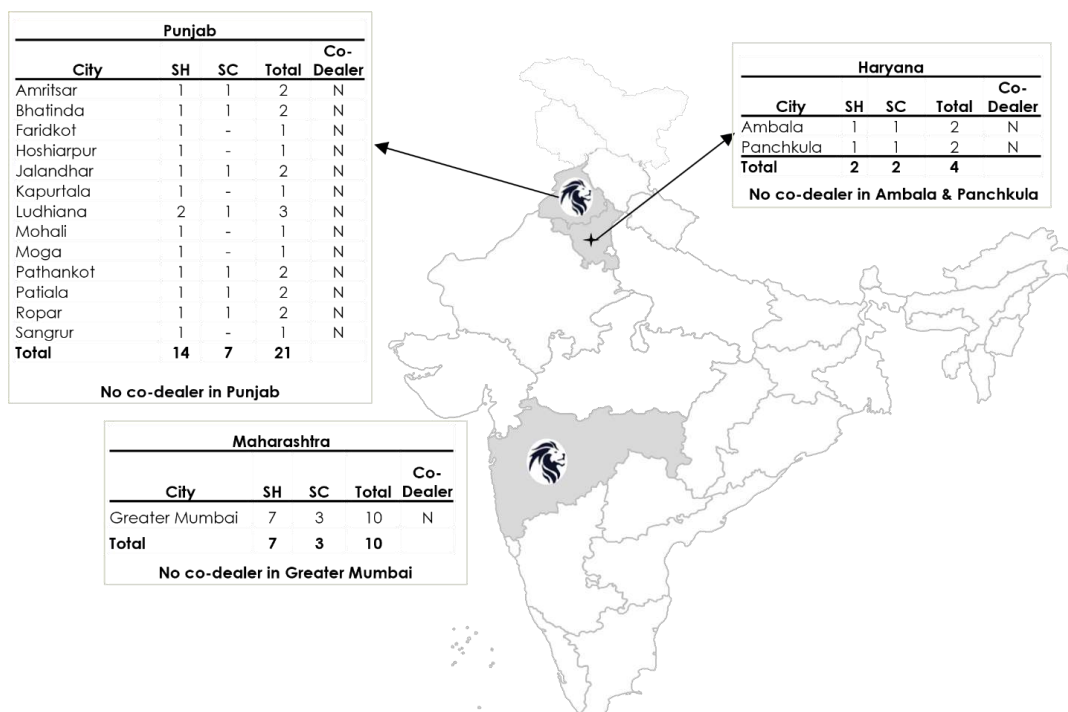 Punjab
City SH SC Total Co-Dealer
Amritsar 1 1 2 N
Bhatinda 1 1 2 N
Faridkot 1 - 1 N
Hoshiarpur 1 - 1 N
Jalandhar 1 1 2 N
Kapurtala 1 - 1 N
Ludhiana 2 1 3 N
Mohali 1 - 1 N
Moga 1 - 1 N
Pathankot 1 1 2 N
Patiala 1 1 2 N
Ropar 1 1 2 N
Sangrur 1 - 1 N
Total 14 7 21
No co-dealer in Punjab
Haryana
City SH SC Total Co-Dealer
Ambala 1 1 2 N
Panchkula 1 1 2 N
Total 2 2 4
No co-dealer in Ambala & Panchkula
Maharashtra
City SH SC Total Co-Dealer
Greater Mumbai 7 3 10 N
Total 7 3 10
No co-dealer in Greater Mumbai